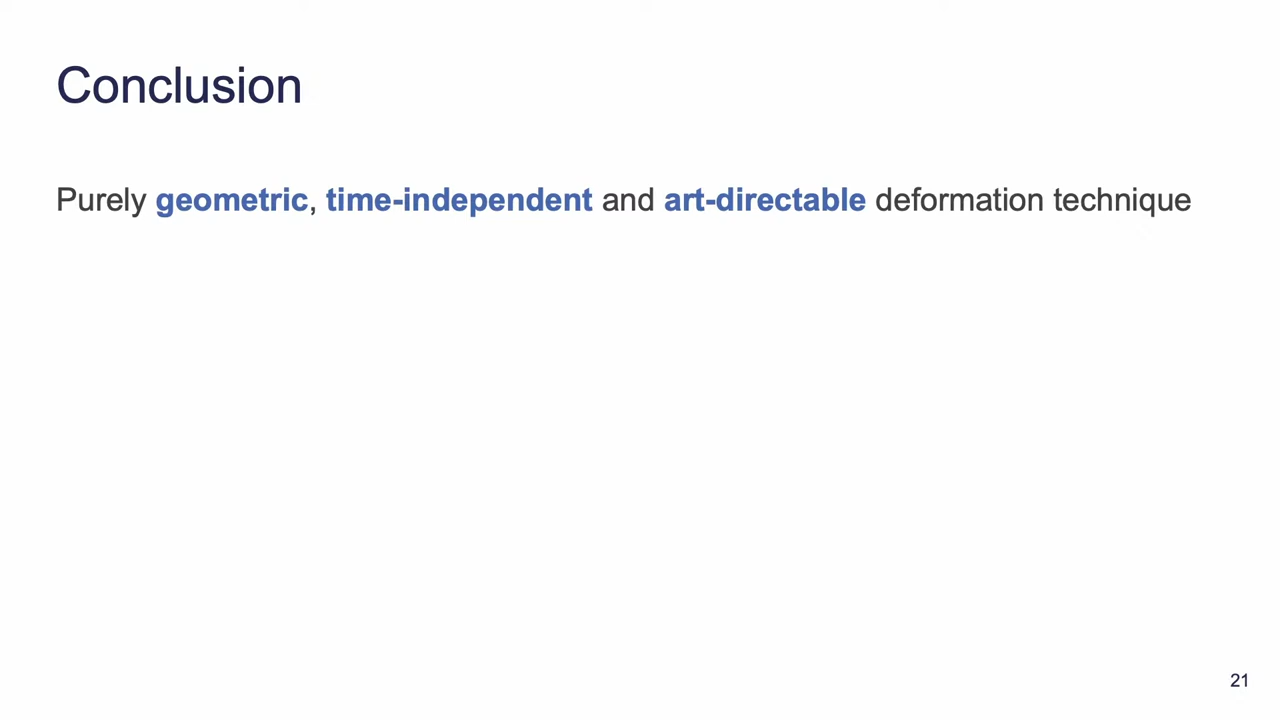 Conclusion
Purely geometric, time-independent and art-directable deformation technique
21